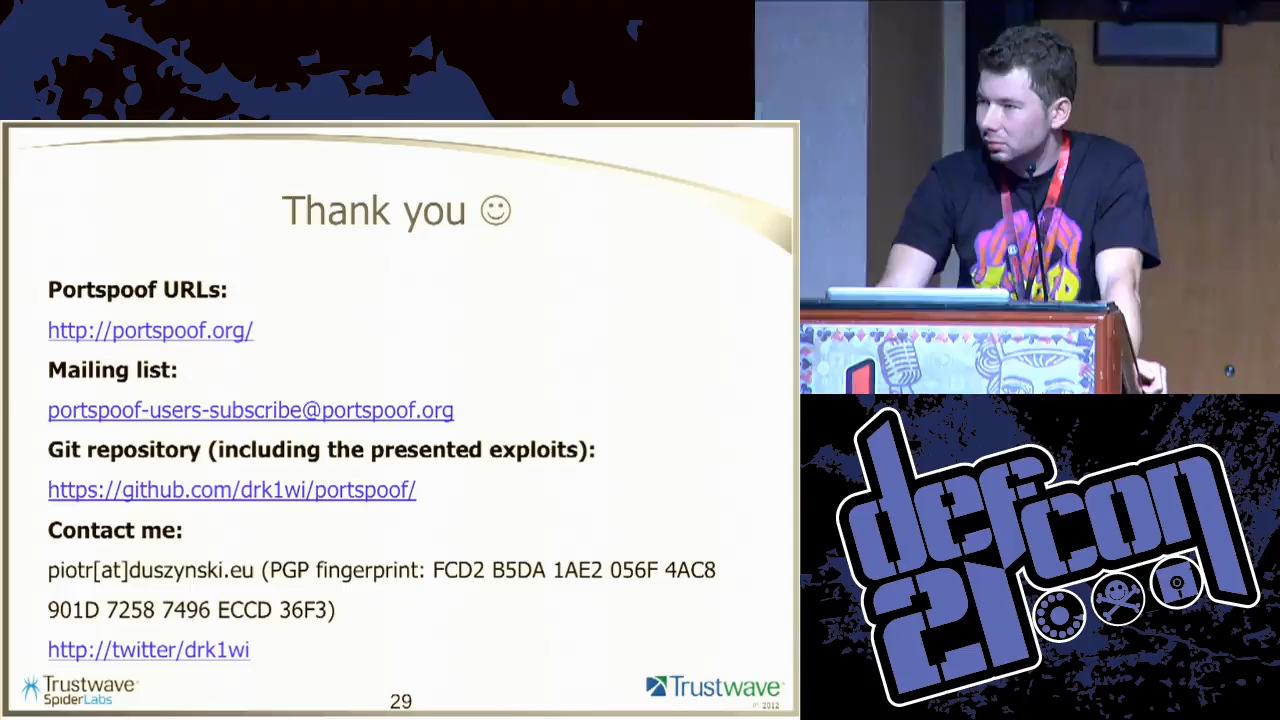 Thank you ☺
Portspoof URLs:
http://portspoof.org/
Mailing list:
portspoof-users-subscribe@portspoof.org
Git repository (including the presented exploits):
https://github.com/drk1wi/portspoof/
Contact me:
piotr[at]duszynski.eu (PGP fingerprint: FCD2 B5DA 1AE2 056F 4AC8
901D 7258 7496 ECCD 36F3)
http://twitter/drk1wi
Trustwave®
SpiderLabs
29
Trustwave®
2012
defcon
21